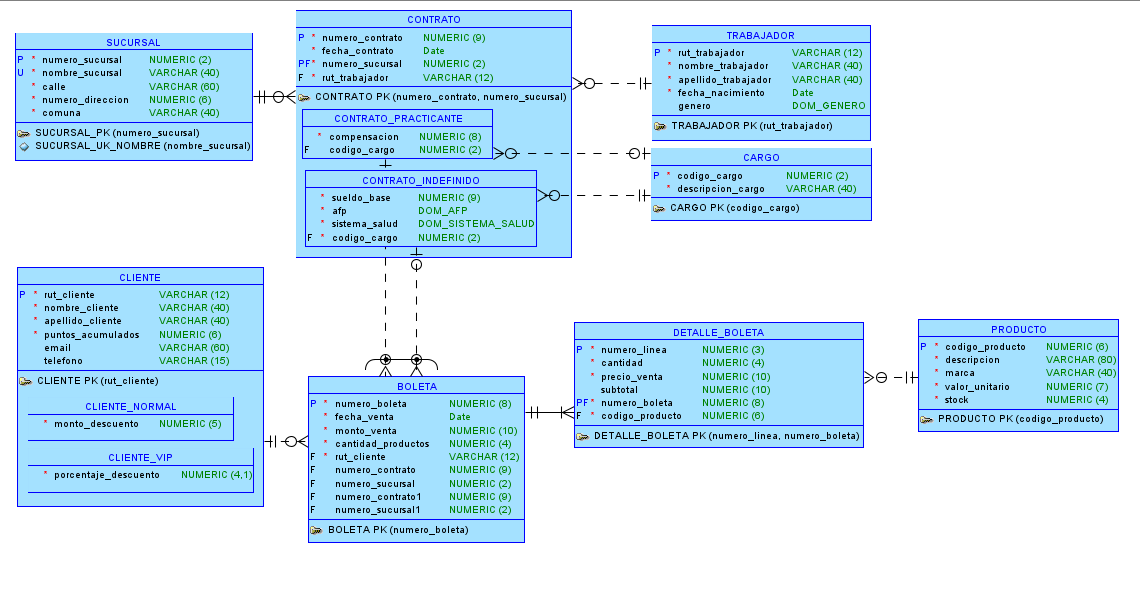 SUCURSAL
P * numero_sucursal NUMERIC (2)
U * nombre_sucursal VARCHAR (40)
* calle VARCHAR (60)
* numero_direccion NUMERIC (6)
* comuna VARCHAR (40)
SUCURSAL_PK (numero_sucursal)
SUCURSAL_UK_NOMBRE (nombre_sucursal)
CONTRATO
P * numero_contrato NUMERIC (9)
* fecha_contrato Date
PF* numero_sucursal NUMERIC (2)
F * rut_trabajador VARCHAR (12)
CONTRATO PK (numero_contrato, numero_sucursal)
CONTRATO_PRACTICANTE
* compensacion NUMERIC (8)
F codigo_cargo NUMERIC (2)
CONTRATO_INDEFINIDO
* sueldo_base NUMERIC (9)
* afp DOM_AFP
* sistema_salud DOM_SISTEMA_SALUD
F * codigo_cargo NUMERIC (2)
TRABAJADOR
P * rut_trabajador VARCHAR (12)
* nombre_trabajador VARCHAR (40)
* apellido_trabajador VARCHAR (40)
* fecha_nacimiento Date
genero DOM_GENERO
TRABAJADOR PK (rut_trabajador)
CARGO
P * codigo_cargo NUMERIC (2)
* descripcion_cargo VARCHAR (40)
CARGO PK (codigo_cargo)
CLIENTE
P * rut_cliente VARCHAR (12)
* nombre_cliente VARCHAR (40)
* apellido_cliente VARCHAR (40)
* puntos_acumulados NUMERIC (6)
email VARCHAR (60)
telefono VARCHAR (15)
CLIENTE PK (rut_cliente)
CLIENTE_NORMAL
* monto_descuento NUMERIC (5)
CLIENTE_VIP
* porcentaje_descuento NUMERIC (4,1)
BOLETA
P * numero_boleta NUMERIC (8)
* fecha_venta Date
* monto_venta NUMERIC (10)
* cantidad_productos NUMERIC (4)
F * rut_cliente VARCHAR (12)
F numero_contrato NUMERIC (9)
F numero_sucursal NUMERIC (2)
F numero_contrato1 NUMERIC (9)
F numero_sucursal1 NUMERIC (2)
BOLETA PK (numero_boleta)
DETALLE_BOLETA
P * numero_linea NUMERIC (3)
* cantidad NUMERIC (4)
* precio_venta NUMERIC (10)
subtotal NUMERIC (10)
PF* numero_boleta NUMERIC (8)
F * codigo_producto NUMERIC (6)
DETALLE_BOLETA PK (numero_linea, numero_boleta)
PRODUCTO
P * codigo_producto NUMERIC (6)
* descripcion VARCHAR (80)
* marca VARCHAR (40)
* valor_unitario NUMERIC (7)
* stock NUMERIC (4)
PRODUCTO PK (codigo_producto)